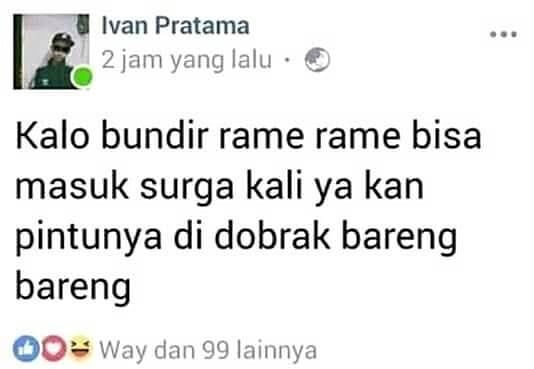 Ivan Pratama
2 jam yang lalu ·
Kalo bundir rame rame bisa
masuk surga kali ya kan
pintunya di dobrak bareng
bareng
Way dan 99 lainnya